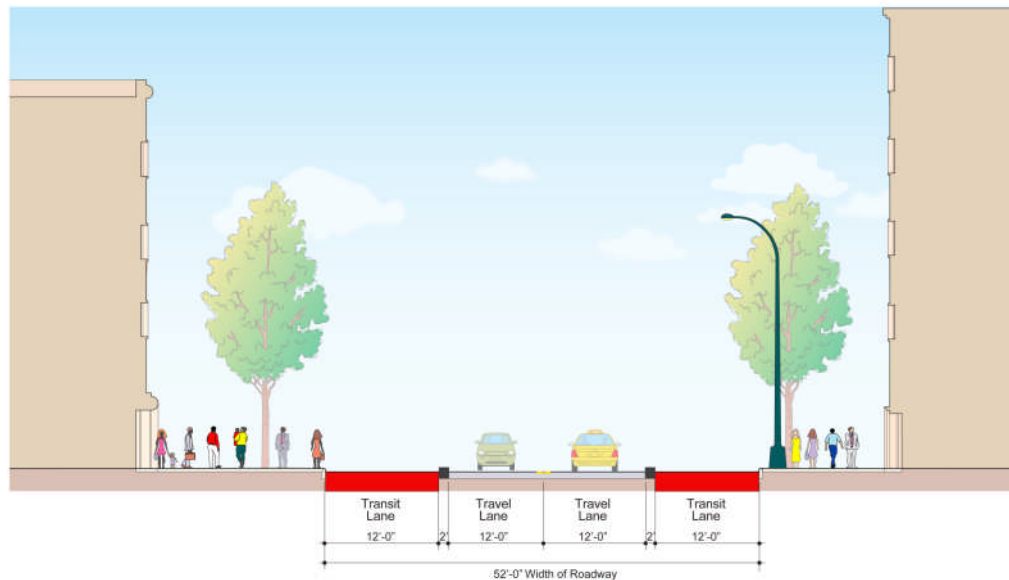 Transit
Lane
Travel
Lane
Travel
Lane
Transit
Lane
12'-0"
2'
12'-0"
12'-0"
2'
12'-0"
52'-0" Width of Roadway